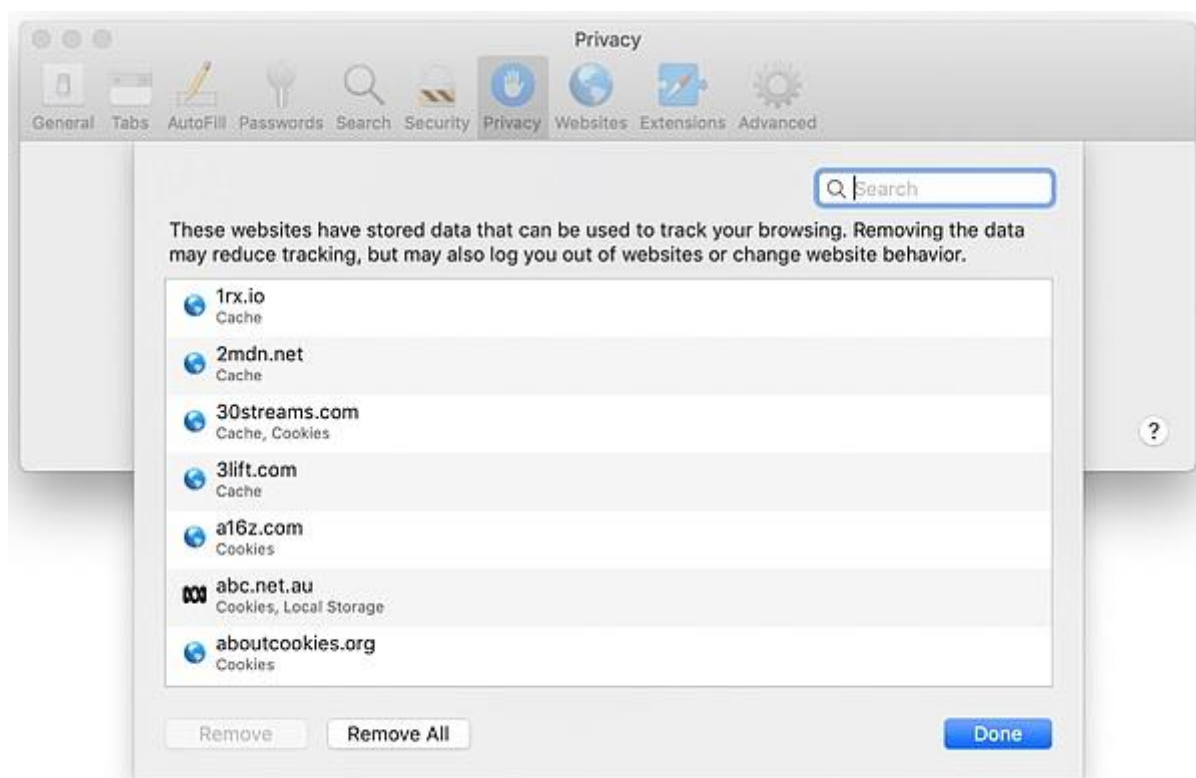 Privacy
General Tabs AutoFill Passwords Search Security Privacy Websites Extensions Advanced
Search
These websites have stored data that can be used to track your browsing. Removing the data
may reduce tracking, but may also log you out of websites or change website behavior.
1rx.io
Cache
2mdn.net
Cache
30streams.com
Cache, Cookies
3lift.com
Cache
a16z.com
Cookies
abc.net.au
Cookies, Local Storage
aboutcookies.org
Cookies
?
Remove Remove All Done